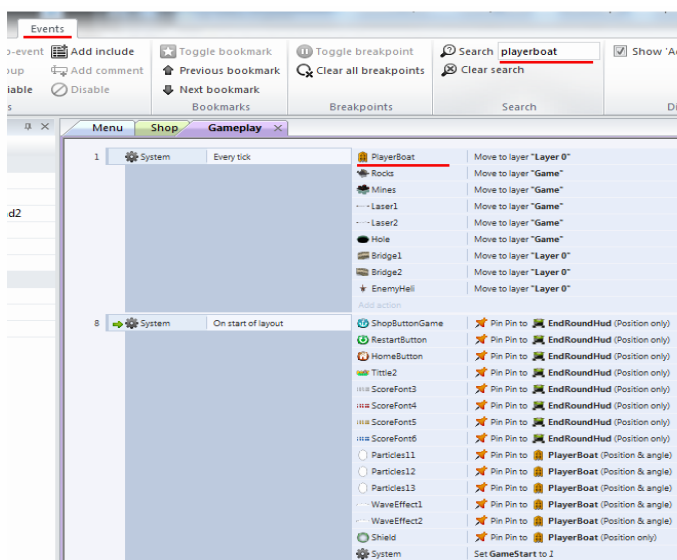 Events
Add include
Toggle bookmark
Toggle breakpoint
Search playerboat
Show 'A
Add comment
Previous bookmark
Clear all breakpoints
Clear search
Disable
Next bookmark
Bookmarks
Breakpoints
Search
Menu
Shop
Gameplay
1 System Every tick PlayerBoat Move to layer "Layer 0"
Rocks Move to layer "Game"
Mines Move to layer "Game"
Laser1 Move to layer "Game"
Laser2 Move to layer "Game"
Hole Move to layer "Game"
Bridge1 Move to layer "Layer 0"
Bridge2 Move to layer "Layer 0"
EnemyHeli Move to layer "Layer 0"
Add action
8 System On start of layout ShopButtonGame Pin Pin to EndRoundHud (Position only)
RestartButton Pin Pin to EndRoundHud (Position only)
HomeButton Pin Pin to EndRoundHud (Position only)
Tittle2 Pin Pin to EndRoundHud (Position only)
ScoreFont3 Pin Pin to EndRoundHud (Position only)
ScoreFont4 Pin Pin to EndRoundHud (Position only)
ScoreFont5 Pin Pin to EndRoundHud (Position only)
ScoreFont6 Pin Pin to EndRoundHud (Position only)
Particles11 Pin Pin to PlayerBoat (Position & angle)
Particles12 Pin Pin to PlayerBoat (Position & angle)
Particles13 Pin Pin to PlayerBoat (Position & angle)
WaveEffect1 Pin Pin to PlayerBoat (Position & angle)
WaveEffect2 Pin Pin to PlayerBoat (Position & angle)
Shield Pin Pin to PlayerBoat (Position only)
System Set GameStart to 1